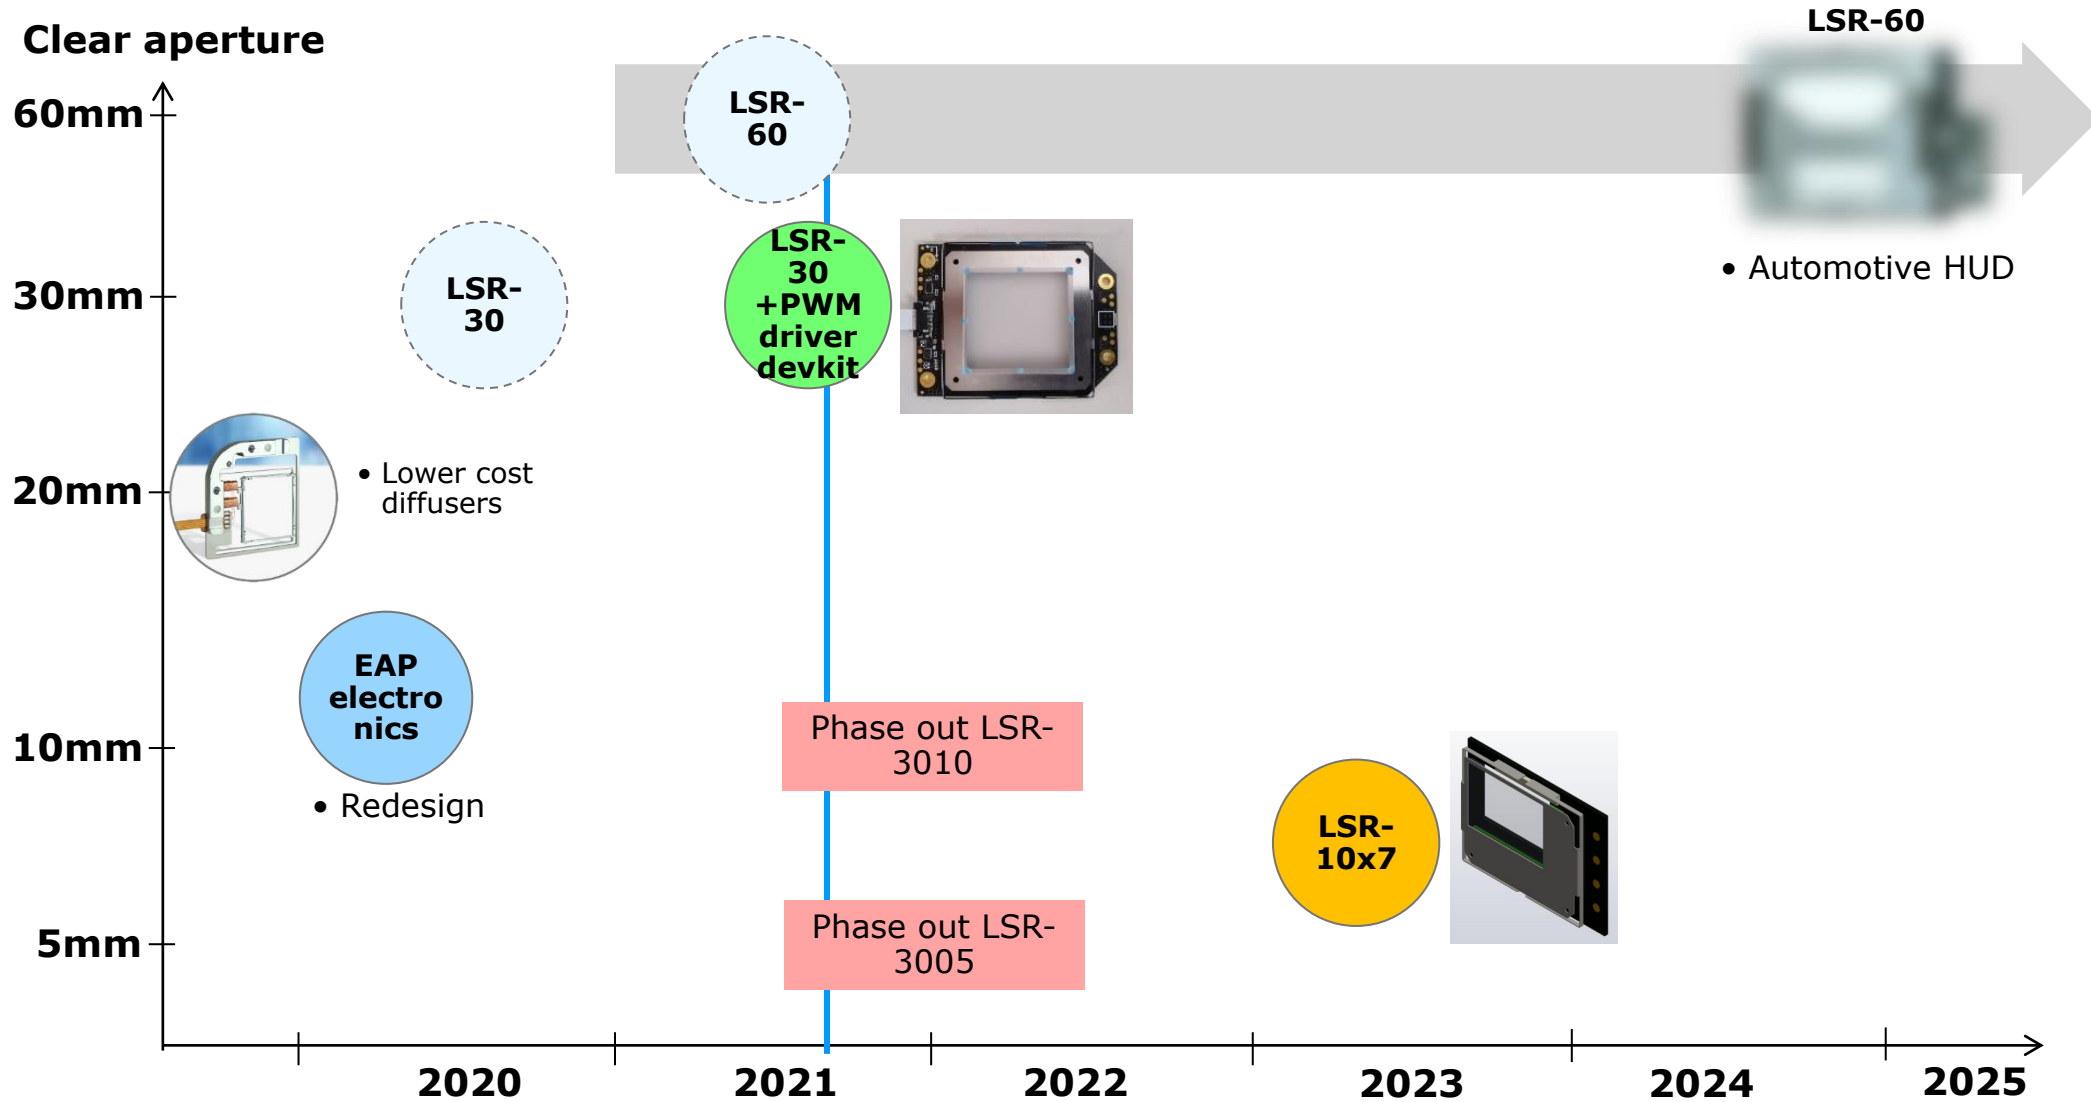 LSR-60
Clear aperture
60mm
LSR-
60
• Automotive HUD
30mm
LSR-
30
LSR-
30
+PWM
driver
devkit
20mm
• Lower cost
diffusers
EAP
electro
nics
• Redesign
10mm
Phase out LSR-
3010
LSR-
10x7
5mm
Phase out LSR-
3005
2020
2021
2022
2023
2024
2025